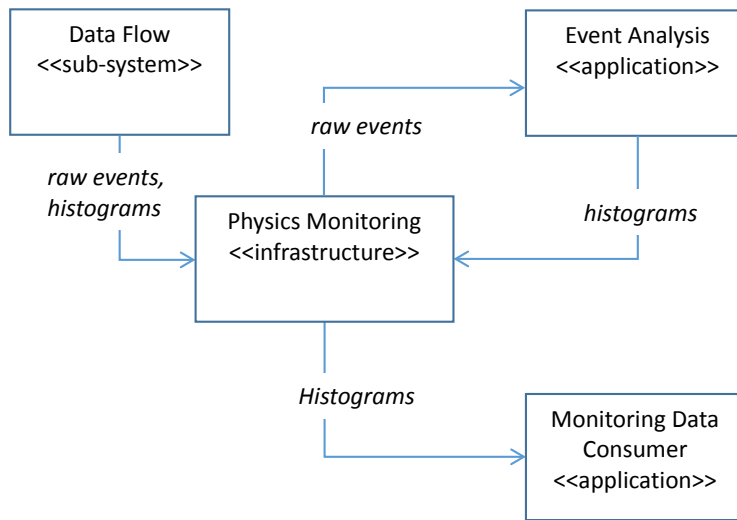 Data Flow
<<sub-system>>
Event Analysis
<<application>>
raw events
raw events,
histograms
Physics Monitoring
<<infrastructure>>
histograms
Histograms
Monitoring Data
Consumer
<<application>>